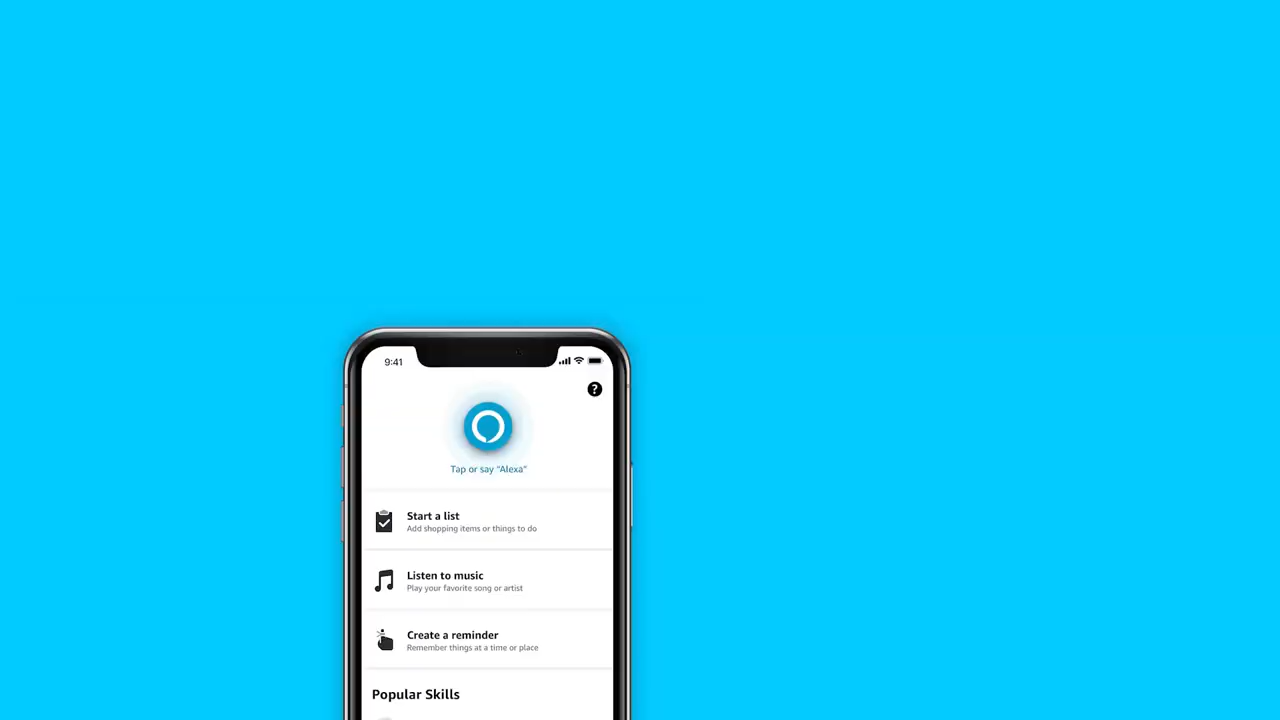 9:41
?
Tap or say “Alexa”
Start a list
Add shopping items or things to do
Listen to music
Play your favorite song or artist
Create a reminder
Remember things at a time or place
Popular Skills